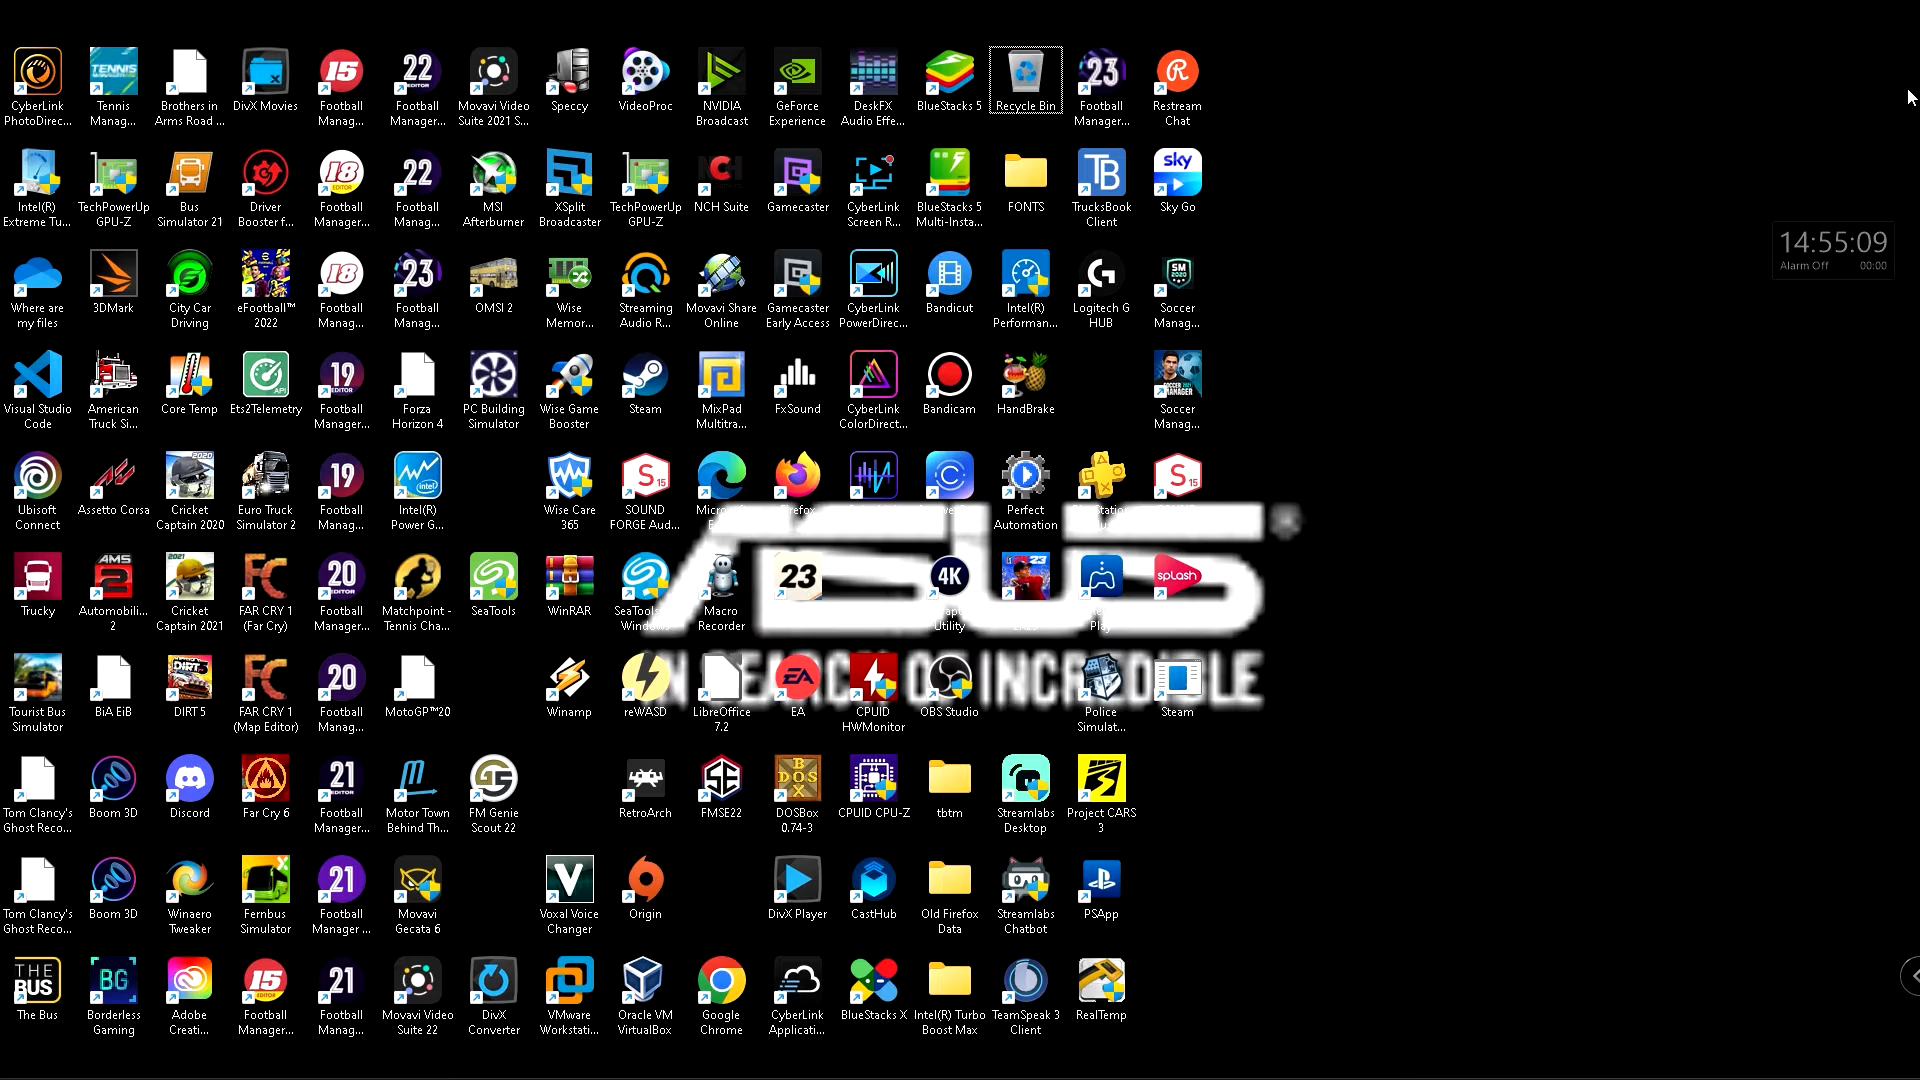 CyberLink
PhotoDirec...
Tennis
Manag...
Brothers in
Arms Road ...
DivX Movies
Football
Manag...
Football
Manager...
Movavi Video
Suite 2021 S...
Speccy
VideoProc
NVIDIA
Broadcast
GeForce
Experience
DeskFX
Audio Effe...
BlueStacks 5
Recycle Bin
Football
Manager...
Restream
Chat
Intel(R)
Extreme Tu...
TechPowerUp
GPU-Z
Bus
Simulator 21
Driver
Booster f...
Football
Manager...
Football
Manag...
MSI
Afterburner
XSplit
Broadcaster
TechPowerUp
GPU-Z
NCH Suite
Gamecaster
CyberLink
Screen R...
BlueStacks 5
Multi-Insta...
FONTS
TrucksBook
Client
Sky Go
14:55:09
Alarm Off 00:00
Where are
my files
3DMark
City Car
Driving
eFootball™
2022
Football
Manag...
Football
Manag...
OMSI 2
Wise
Memor...
Streaming
Audio R...
Movavi Share
Online
Gamecaster
Early Access
CyberLink
PowerDirec...
Bandicut
Intel(R)
Performan...
Logitech G
HUB
Soccer
Manag...
Visual Studio
Code
American
Truck Si...
Core Temp
Ets2Telemetry
Football
Manager...
Forza
Horizon 4
PC Building
Simulator
Wise Game
Booster
Steam
MixPad
Multitra...
FxSound
CyberLink
ColorDirect...
Bandicam
HandBrake
Soccer
Manag...
Ubisoft
Connect
Assetto Corsa
Cricket
Captain 2020
Euro Truck
Simulator 2
Football
Manag...
Intel(R)
Power G...
Wise Care
365
SOUND
FORGE Aud...
Firefox
Perfect
Automation
ASUS
Trucky
Automobili...
2
Cricket
Captain 2021
FAR CRY 1
(Far Cry)
Football
Manager...
Matchpoint -
Tennis Cha...
SeaTools
WinRAR
SeaTools
Windows
Macro
Recorder
Utility
Play
IN SEARCH OF INCREDIBLE
Tourist Bus
Simulator
BiA EiB
DIRT 5
FAR CRY 1
(Map Editor)
Football
Manag...
MotoGP™20
Winamp
reWASD
LibreOffice
7.2
EA
CPUID
HWMonitor
OBS Studio
Police
Simulat...
Steam
Tom Clancy's
Ghost Reco...
Boom 3D
Discord
Far Cry 6
Football
Manager...
Motor Town
Behind Th...
FM Genie
Scout 22
RetroArch
FMSE22
DOSBox
0.74-3
CPUID CPU-Z
tbtm
Streamlabs
Desktop
Project CARS
3
Tom Clancy's
Ghost Reco...
Boom 3D
Winaero
Tweaker
Fernbus
Simulator
Football
Manager ...
Movavi
Gecata 6
Voxal Voice
Changer
Origin
DivX Player
CastHub
Old Firefox
Data
Streamlabs
Chatbot
PSApp
The Bus
Borderless
Gaming
Adobe
Creati...
Football
Manager...
Football
Manag...
Movavi Video
Suite 22
DivX
Converter
VMware
Workstati...
Oracle VM
VirtualBox
Google
Chrome
CyberLink
Applicati...
BlueStacks X
Intel(R) Turbo
Boost Max
TeamSpeak 3
Client
RealTemp